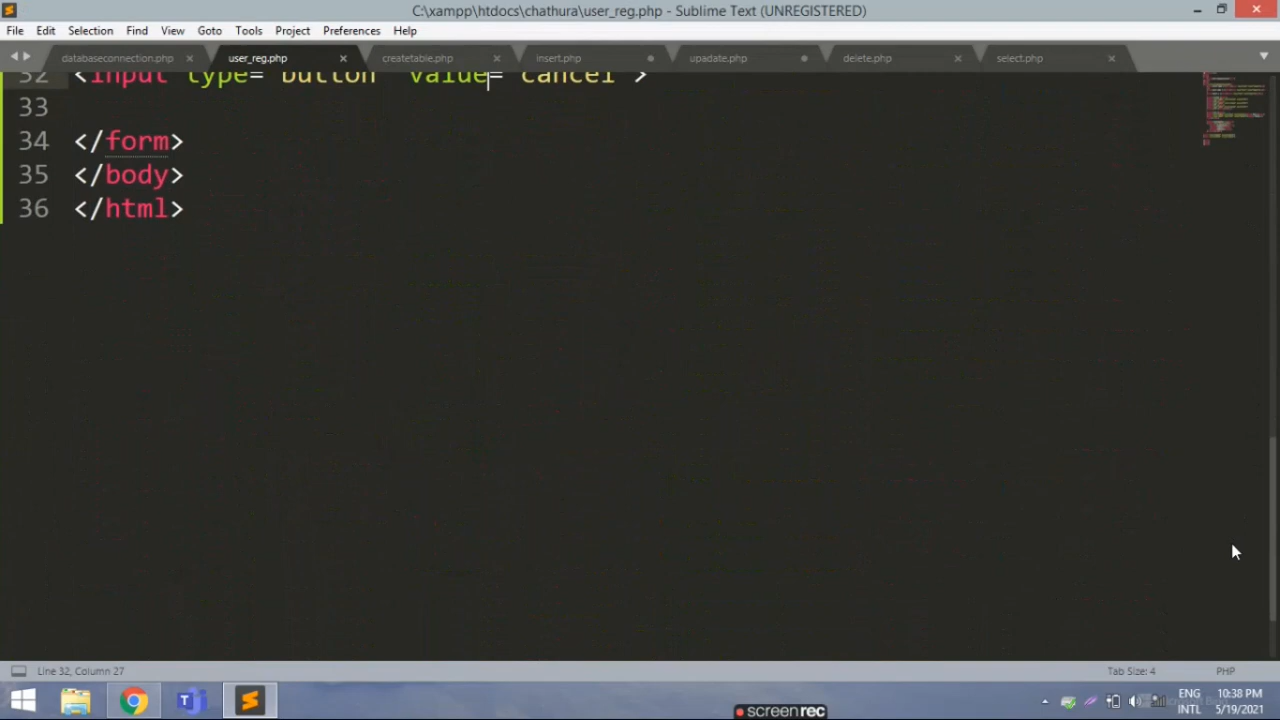 C:\xampp\htdocs\chathura\user_reg.php - Sublime Text (UNREGISTERED)
File Edit Selection Find View Goto Tools Project Preferences Help
databaseconnection.php user_reg.php createtable.php insert.php upadate.php delete.php select.php
32 <input type="button" value="cancel">
33
34 </form>
35 </body>
36 </html>
Line 32, Column 27 Tab Size: 4 PHP
ENG 10:38 PM
INTL 5/19/2021
screenrec